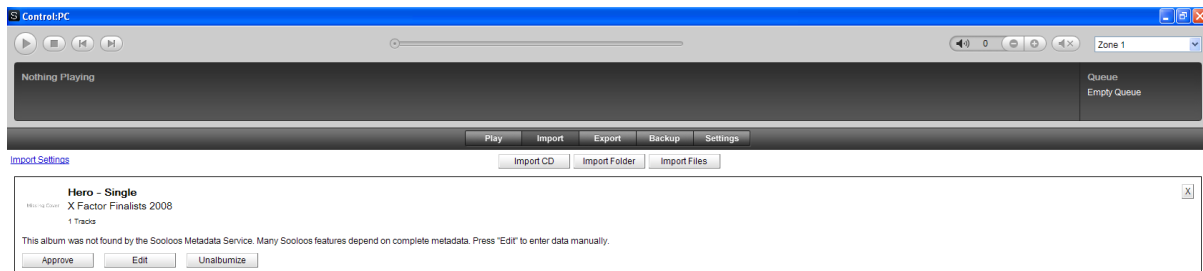 S Control:PC
0
Zone 1
Nothing Playing
Queue
Empty Queue
Play Import Export Backup Settings
Import Settings
Import CD Import Folder Import Files
Hero - Single
X
Missing Cover
X Factor Finalists 2008
1 Tracks
This album was not found by the Sooloos Metadata Service. Many Sooloos features depend on complete metadata. Press "Edit" to enter data manually.
Approve Edit Unalbumize